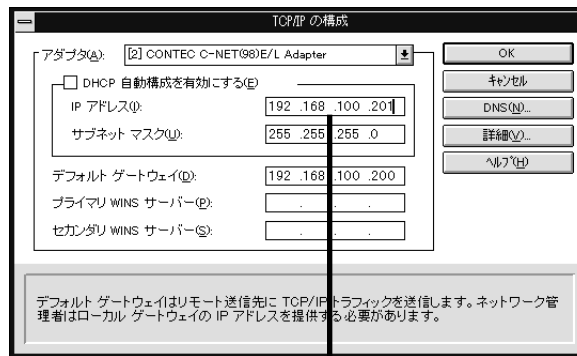 TCP/IP の構成
アダプタ(A): [2] CONTEC C-NET(98)E/L Adapter
DHCP 自動構成を有効にする(E)
IP アドレス(I): 192 .168 .100 .201
サブネット マスク(U): 255 .255 .255 .0
デフォルト ゲートウェイ(D): 192 .168 .100 .200
プライマリ WINS サーバー(P): . . .
セカンダリ WINS サーバー(S): . . .
OK
キャンセル
DNS(N)...
詳細(V)...
ヘルプ(H)
デフォルト ゲートウェイはリモート送信先に TCP/IP トラフィックを送信します。ネットワーク管
理者はローカル ゲートウェイの IP アドレスを提供する必要があります。